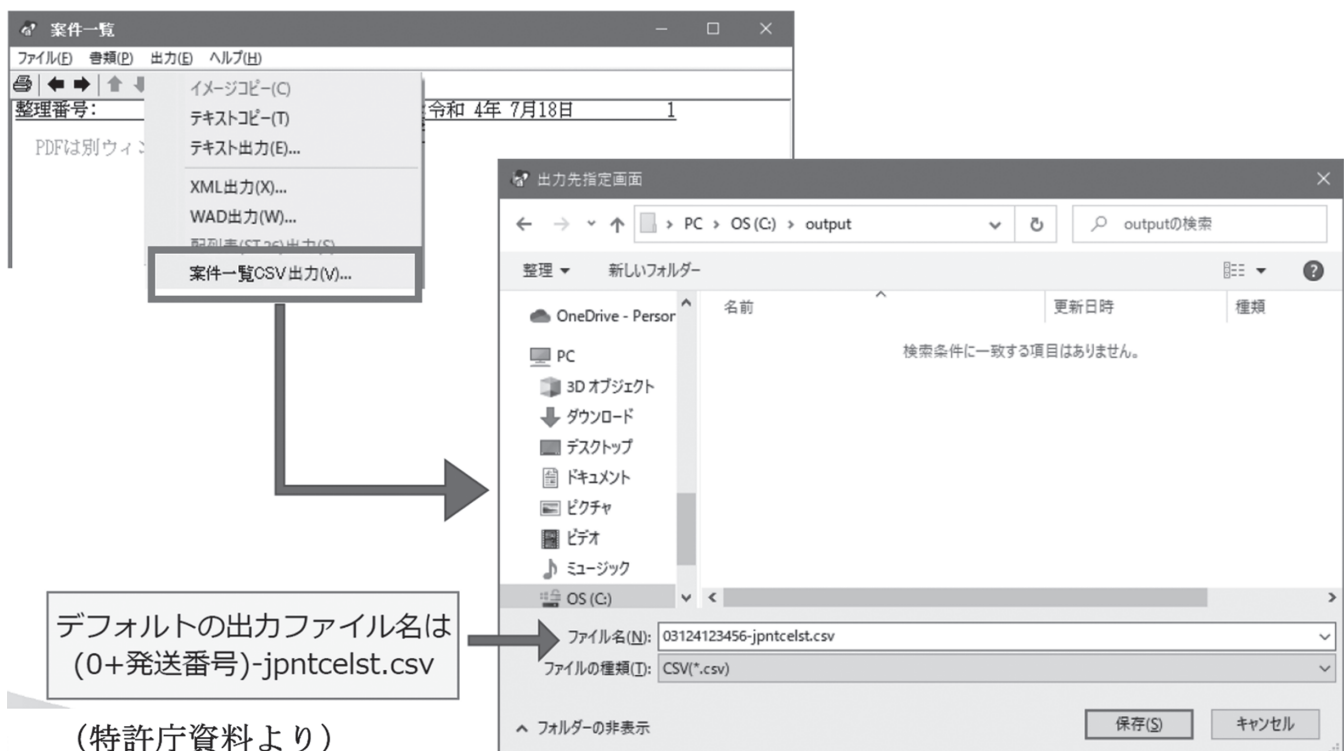 案件一覧
ファイル(F) 書類(P) 出力(E) ヘルプ(H)
イメージコピー(C)
テキストコピー(T)
テキスト出力(E)...
XML出力(X)...
WAD出力(W)...
配列表(ST.26)出力(S)
案件一覧CSV出力(V)...
整理番号:
令和 4年 7月18日 1
PDFは別ウィン
出力先指定画面
PC > OS (C:) > output
outputの検索
整理 新しいフォルダー
名前 更新日時 種類
検索条件に一致する項目はありません。
OneDrive - Person
PC
3D オブジェクト
ダウンロード
デスクトップ
ドキュメント
ピクチャ
ビデオ
ミュージック
OS (C:)
ファイル名(N): 03124123456-jpntcelst.csv
ファイルの種類(T): CSV(*.csv)
フォルダーの非表示
保存(S) キャンセル
デフォルトの出力ファイル名は
(0+発送番号)-jpntcelst.csv
（特許庁資料より）